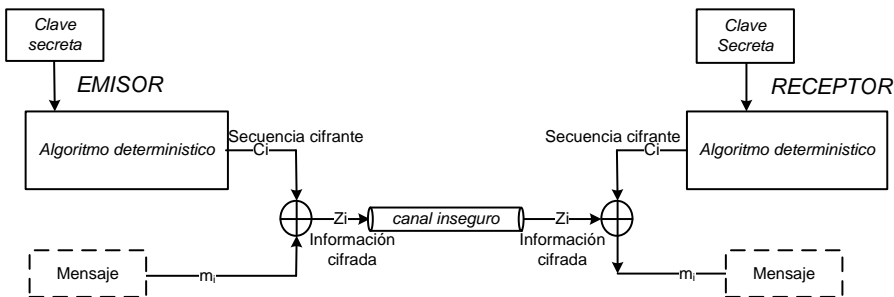 Clave
secreta
EMISOR
Algoritmo deterministico
Secuencia cifrante
Ci
Zi
Información
cifrada
Mensaje
mi
canal inseguro
Clave
Secreta
RECEPTOR
Algoritmo deterministico
Secuencia cifrante
Ci
Zi
Información
cifrada
mi
Mensaje